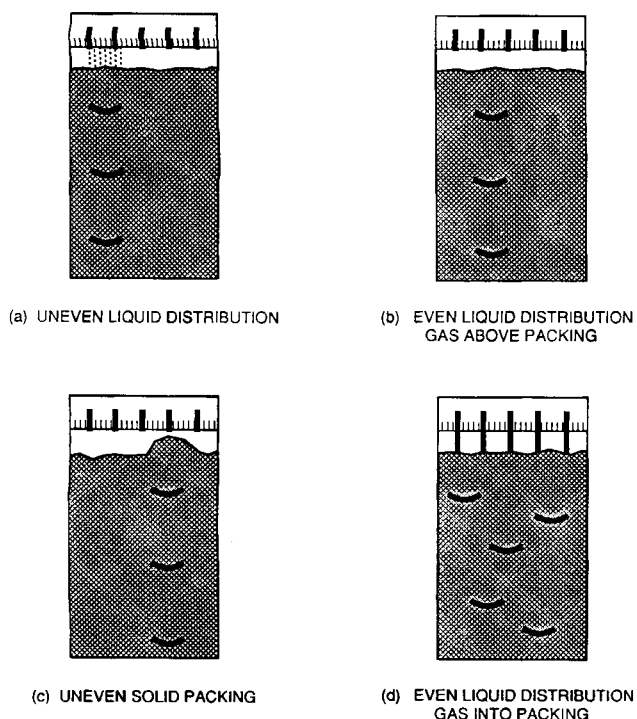 (a) UNEVEN LIQUID DISTRIBUTION
(b) EVEN LIQUID DISTRIBUTION
GAS ABOVE PACKING
(c) UNEVEN SOLID PACKING
(d) EVEN LIQUID DISTRIBUTION
GAS INTO PACKING